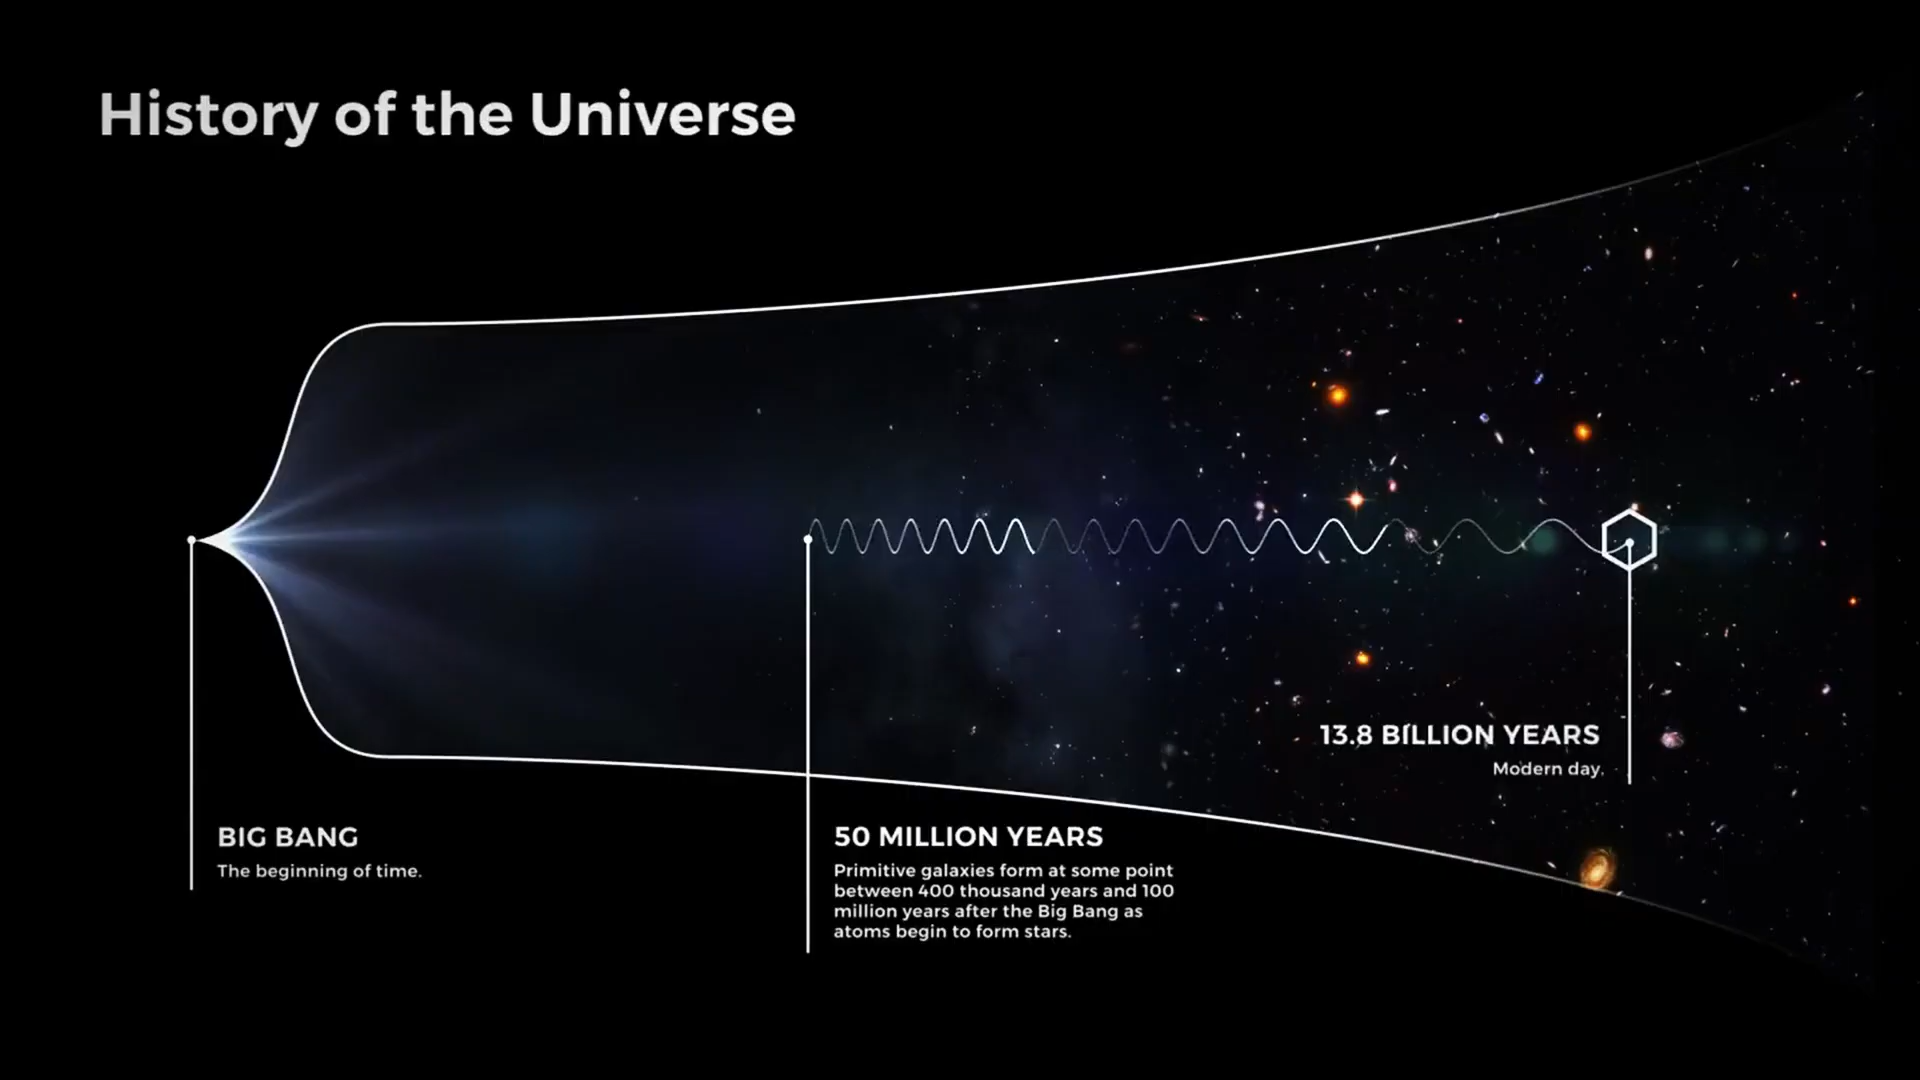 History of the Universe
13.8 BILLION YEARS
Modern day.
BIG BANG
The beginning of time.
50 MILLION YEARS
Primitive galaxies form at some point
between 400 thousand years and 100
million years after the Big Bang as
atoms begin to form stars.